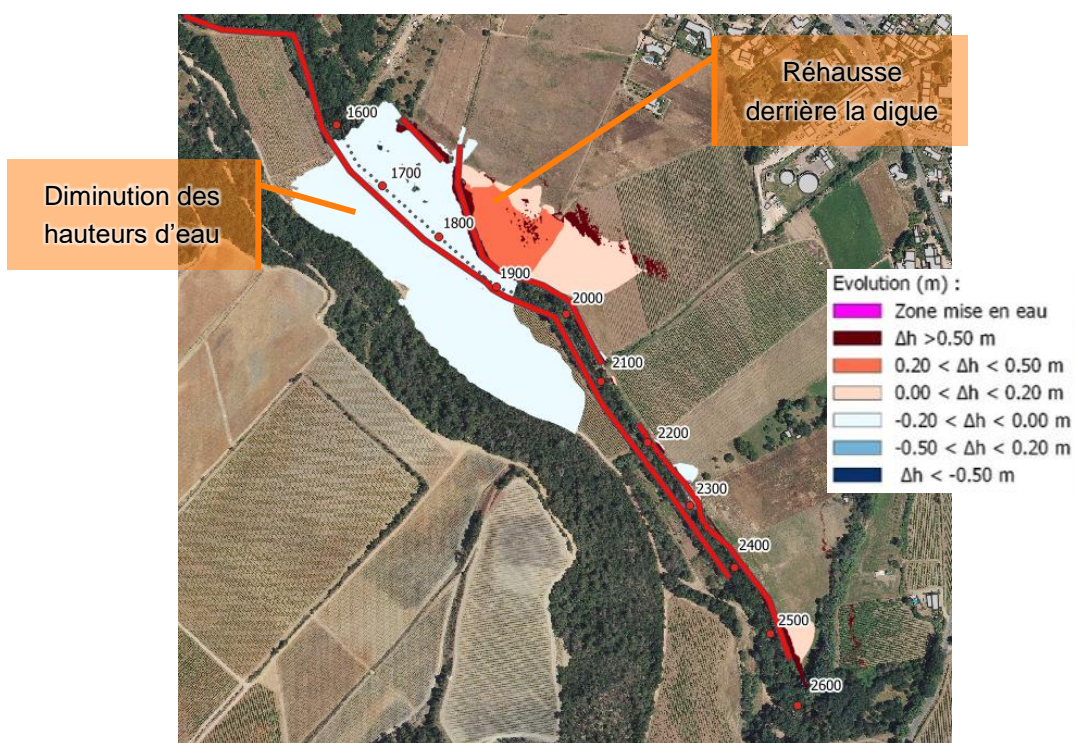 Réhausse
derrière la digue
Diminution des
hauteurs d'eau
1600
1700
1800
1900
2000
2100
2200
2300
2400
2500
2600
Evolution (m) :
Zone mise en eau
Δh >0.50 m
0.20 < Δh < 0.50 m
0.00 < Δh < 0.20 m
-0.20 < Δh < 0.00 m
-0.50 < Δh < 0.20 m
Δh < -0.50 m